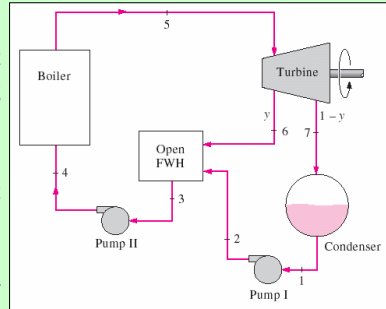 5
Boiler
Turbine
y
1 – y
6
7
Open
FWH
4
3
2
Pump II
Condenser
1
Pump I